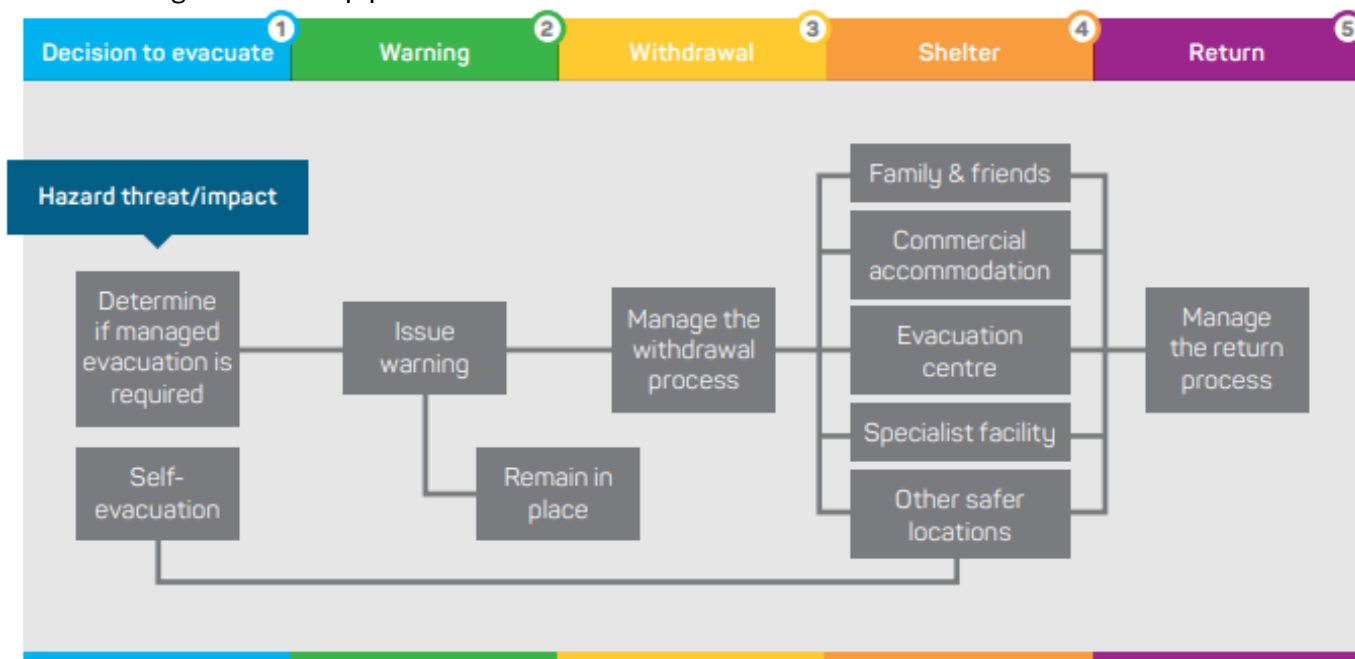 1
2
3
4
5
Decision to evacuate
Warning
Withdrawal
Shelter
Return
Hazard threat/impact
Determine
if managed
evacuation is
required
Self-
evacuation
Issue
warning
Remain in
place
Manage the
withdrawal
process
Family & friends
Commercial
accommodation
Evacuation
centre
Specialist facility
Other safer
locations
Manage
the return
process